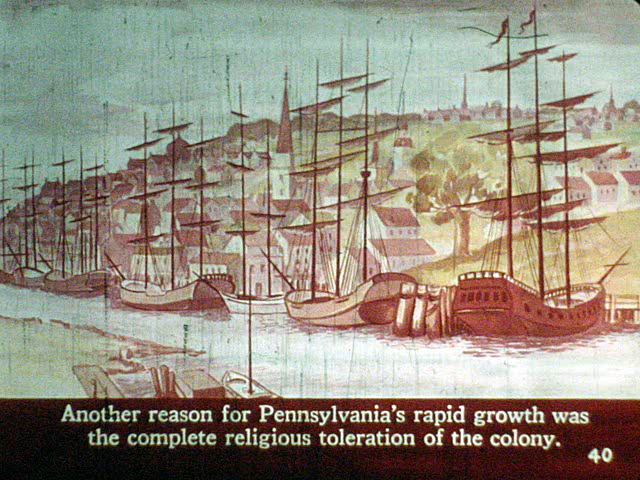 Another reason for Pennsylvania's rapid growth was
the complete religious toleration of the colony.
40